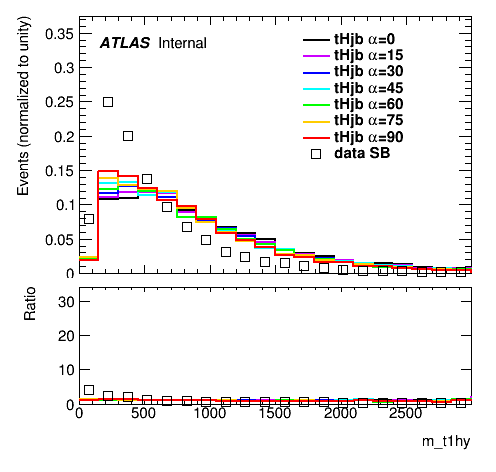 ATLAS Internal
tHjb α=0
tHjb α=15
tHjb α=30
tHjb α=45
tHjb α=60
tHjb α=75
tHjb α=90
data SB
Events (normalized to unity)
0.35
0.3
0.25
0.2
0.15
0.1
0.05
0
Ratio
30
20
10
0
0 500 1000 1500 2000 2500
m_t1hy